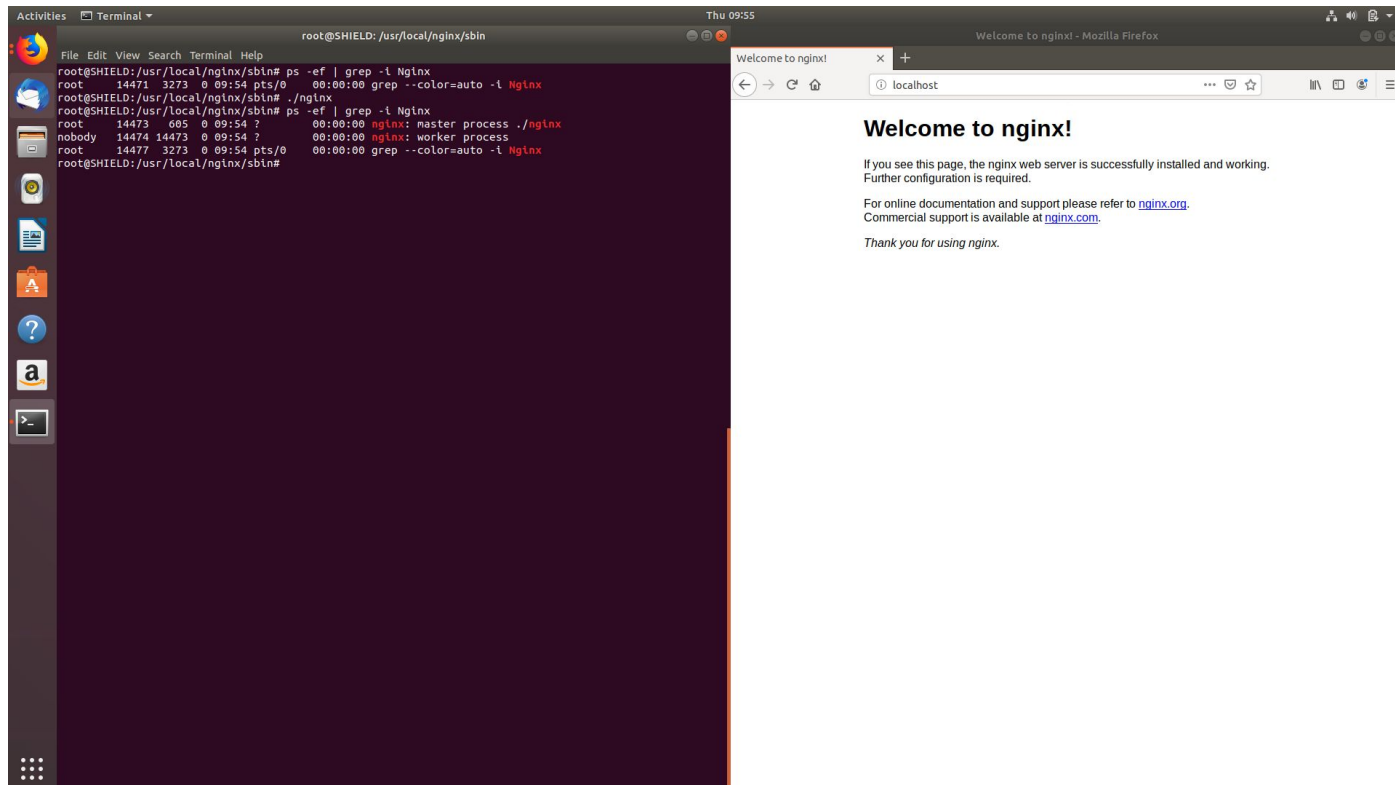 Activities Terminal Thu 09:55
root@SHIELD: /usr/local/nginx/sbin
File Edit View Search Terminal Help
root@SHIELD:/usr/local/nginx/sbin# ps -ef | grep -i Nginx
root 14471 3273 0 09:54 pts/0 00:00:00 grep --color=auto -i Nginx
root@SHIELD:/usr/local/nginx/sbin# ./nginx
root@SHIELD:/usr/local/nginx/sbin# ps -ef | grep -i Nginx
root 14473 605 0 09:54 ? 00:00:00 nginx: master process ./nginx
nobody 14474 14473 0 09:54 ? 00:00:00 nginx: worker process
root 14477 3273 0 09:54 pts/0 00:00:00 grep --color=auto -i Nginx
root@SHIELD:/usr/local/nginx/sbin#
Welcome to nginx! - Mozilla Firefox
Welcome to nginx!
localhost
Welcome to nginx!
If you see this page, the nginx web server is successfully installed and working.
Further configuration is required.
For online documentation and support please refer to nginx.org.
Commercial support is available at nginx.com.
Thank you for using nginx.